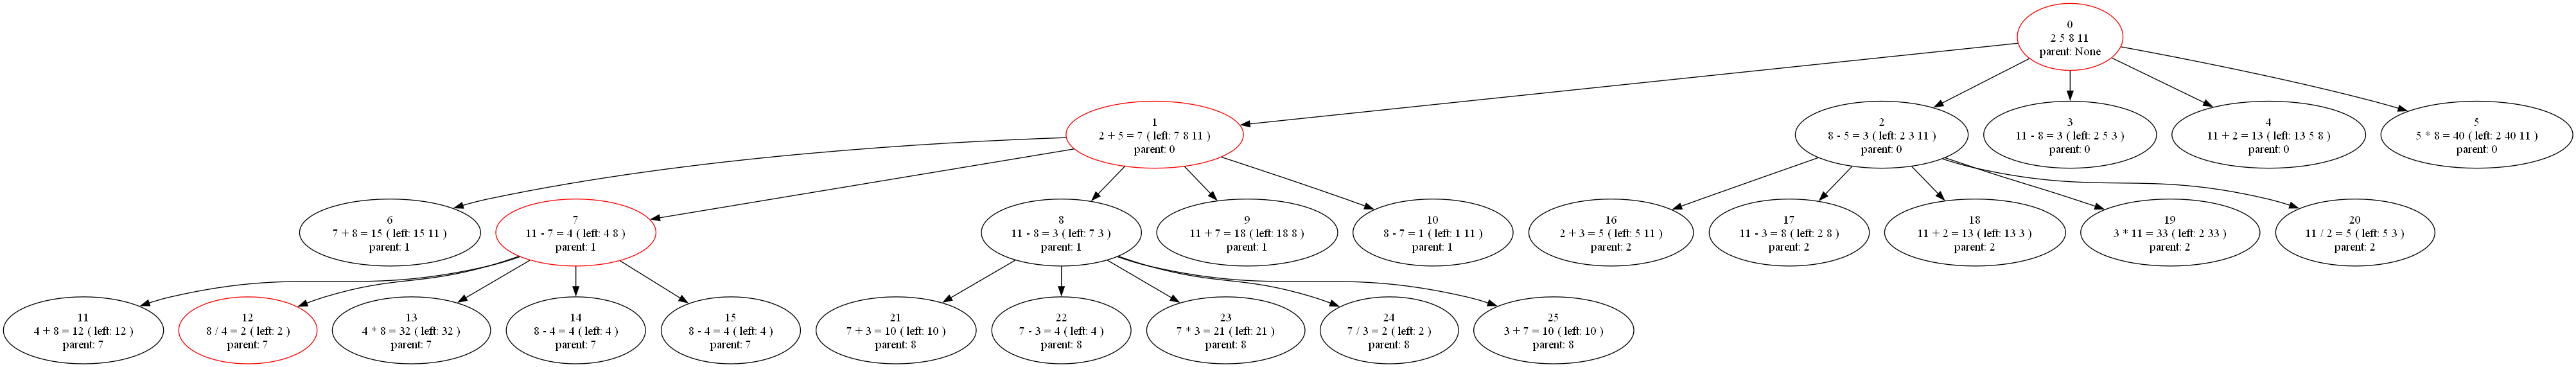 0
2 5 8 11
parent: None
1
2 + 5 = 7 ( left: 7 8 11 )
parent: 0
2
8 - 5 = 3 ( left: 2 3 11 )
parent: 0
3
11 - 8 = 3 ( left: 2 5 3 )
parent: 0
4
11 + 2 = 13 ( left: 13 5 8 )
parent: 0
5
5 * 8 = 40 ( left: 2 40 11 )
parent: 0
6
7 + 8 = 15 ( left: 15 11 )
parent: 1
7
11 - 7 = 4 ( left: 4 8 )
parent: 1
8
11 - 8 = 3 ( left: 7 3 )
parent: 1
9
11 + 7 = 18 ( left: 18 8 )
parent: 1
10
8 - 7 = 1 ( left: 1 11 )
parent: 1
16
2 + 3 = 5 ( left: 5 11 )
parent: 2
17
11 - 3 = 8 ( left: 2 8 )
parent: 2
18
11 + 2 = 13 ( left: 13 3 )
parent: 2
19
3 * 11 = 33 ( left: 2 33 )
parent: 2
20
11 / 2 = 5 ( left: 5 3 )
parent: 2
11
4 + 8 = 12 ( left: 12 )
parent: 7
12
8 / 4 = 2 ( left: 2 )
parent: 7
13
4 * 8 = 32 ( left: 32 )
parent: 7
14
8 - 4 = 4 ( left: 4 )
parent: 7
15
8 - 4 = 4 ( left: 4 )
parent: 7
21
7 + 3 = 10 ( left: 10 )
parent: 8
22
7 - 3 = 4 ( left: 4 )
parent: 8
23
7 * 3 = 21 ( left: 21 )
parent: 8
24
7 / 3 = 2 ( left: 2 )
parent: 8
25
3 + 7 = 10 ( left: 10 )
parent: 8